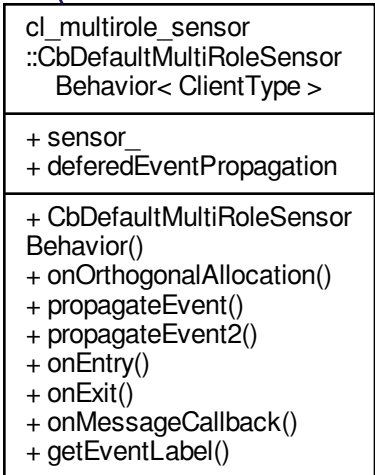 cl_multirole_sensor
::CbDefaultMultiRoleSensor
Behavior< ClientType >
+ sensor_
+ deferedEventPropagation
+ CbDefaultMultiRoleSensor
Behavior()
+ onOrthogonalAllocation()
+ propagateEvent()
+ propagateEvent2()
+ onEntry()
+ onExit()
+ onMessageCallback()
+ getEventLabel()